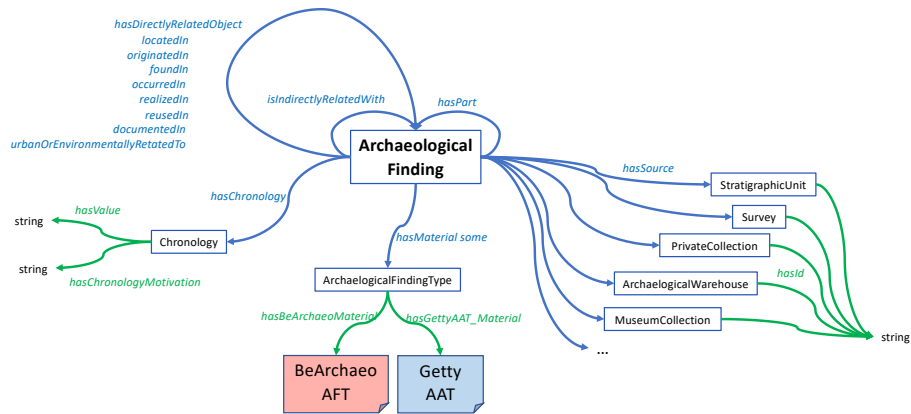 hasDirectlyRelatedObject
locatedIn
originatedIn
foundIn
occurredIn
realizedIn
reusedIn
documentedIn
urbanOrEnvironmentallyRetatedTo
isIndirectlyRelatedWith
hasPart
Archaeological
Finding
hasSource
StratigraphicUnit
Survey
PrivateCollection
hasId
ArchaelogicalWarehouse
MuseumCollection
...
string
hasChronology
hasValue
string
Chronology
string
hasChronologyMotivation
hasMaterial some
ArchaelogicalFindingType
hasBeArchaeoMaterial
hasGettyAAT_Material
BeArchaeo
AFT
Getty
AAT